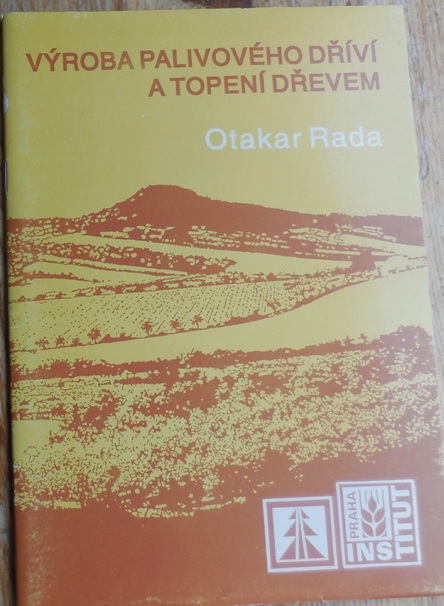 VÝROBA PALIVOVÉHO DŘÍVÍ
A TOPENÍ DŘEVEM
Otakar Rada
PRAHA
INSTITUT